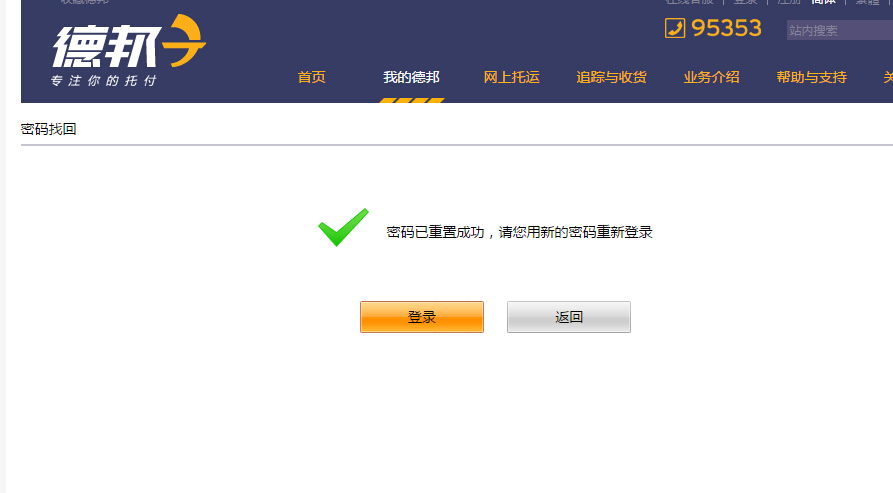 收藏德邦
在线客服 | 登录 | 注册 简体 | 繁體 |
德邦
专注你的托付
95353
站内搜索
首页 我的德邦 网上托运 追踪与收货 业务介绍 帮助与支持
密码找回
密码已重置成功，请您用新的密码重新登录
登录 返回